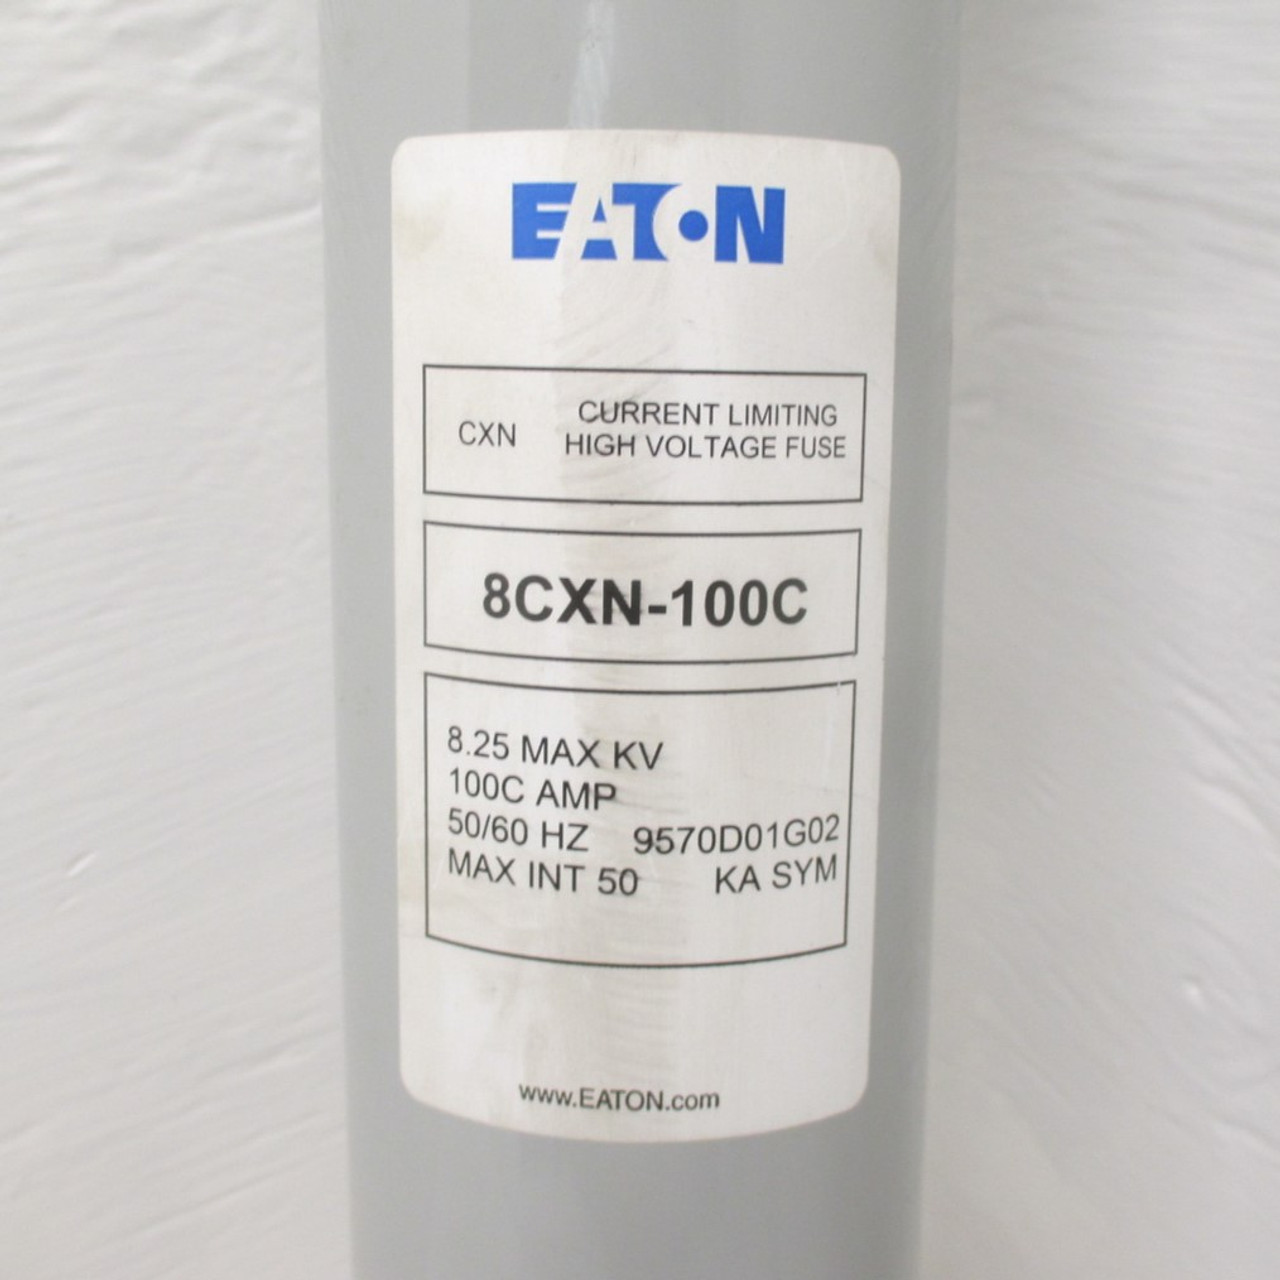 EATON
CXN
CURRENT LIMITING
HIGH VOLTAGE FUSE
8CXN-100C
8.25 MAX KV
100C AMP
50/60 HZ 9570D01G02
MAX INT 50 KA SYM
www.EATON.com